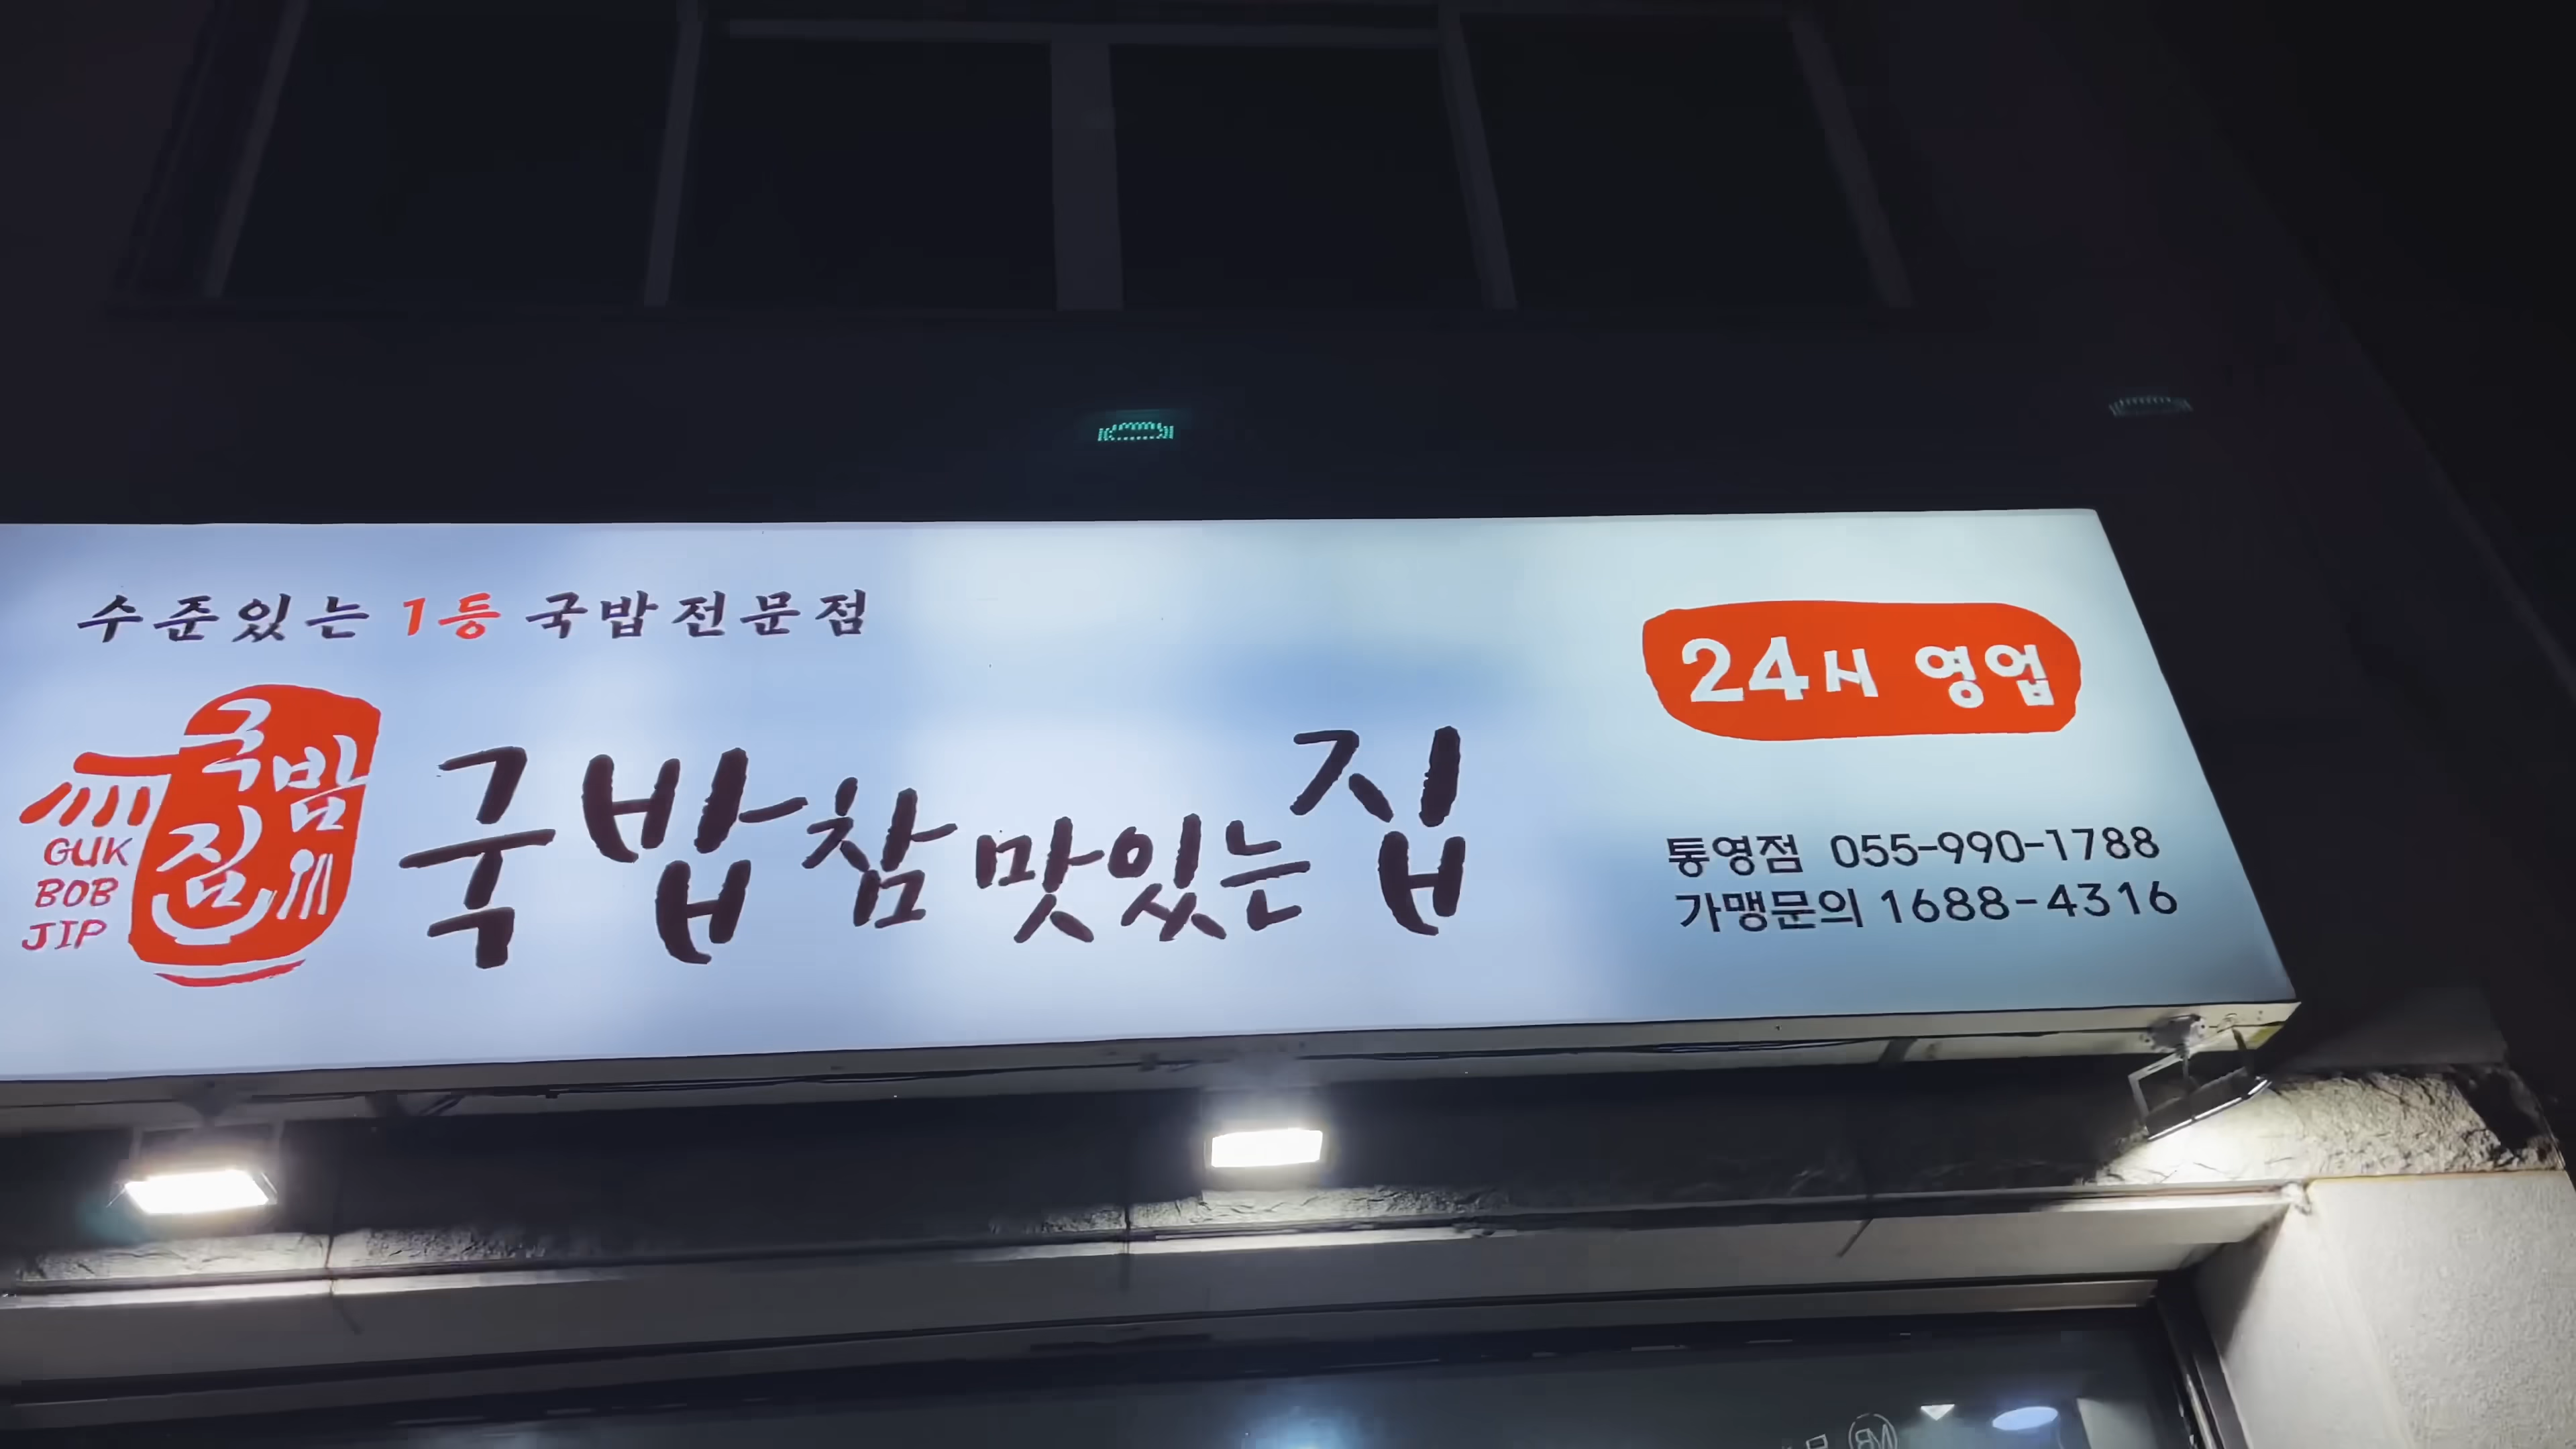 수준있는 1등 국밥전문점
국밥집
GUK
BOB
JIP
국밥참맛있는집
24시 영업
통영점 055-990-1788
가맹문의 1688-4316